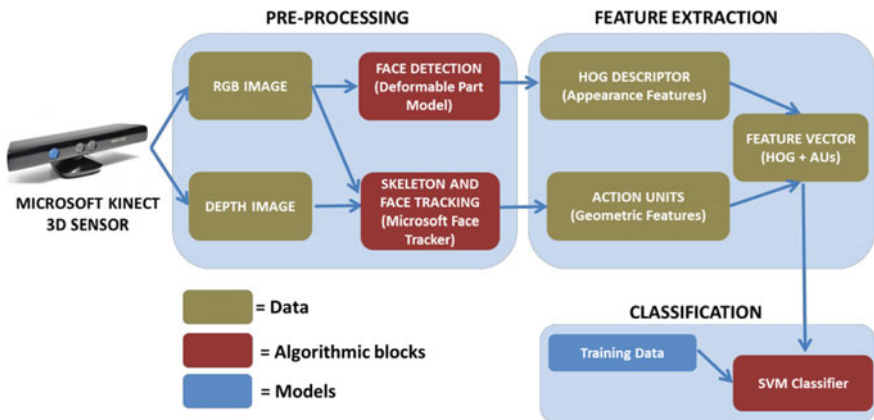 PRE-PROCESSING
FEATURE EXTRACTION
RGB IMAGE
FACE DETECTION
(Deformable Part
Model)
HOG DESCRIPTOR
(Appearance Features)
FEATURE VECTOR
(HOG + AUs)
MICROSOFT KINECT
3D SENSOR
DEPTH IMAGE
SKELETON AND
FACE TRACKING
(Microsoft Face
Tracker)
ACTION UNITS
(Geometric Features)
= Data
= Algorithmic blocks
= Models
CLASSIFICATION
Training Data
SVM Classifier